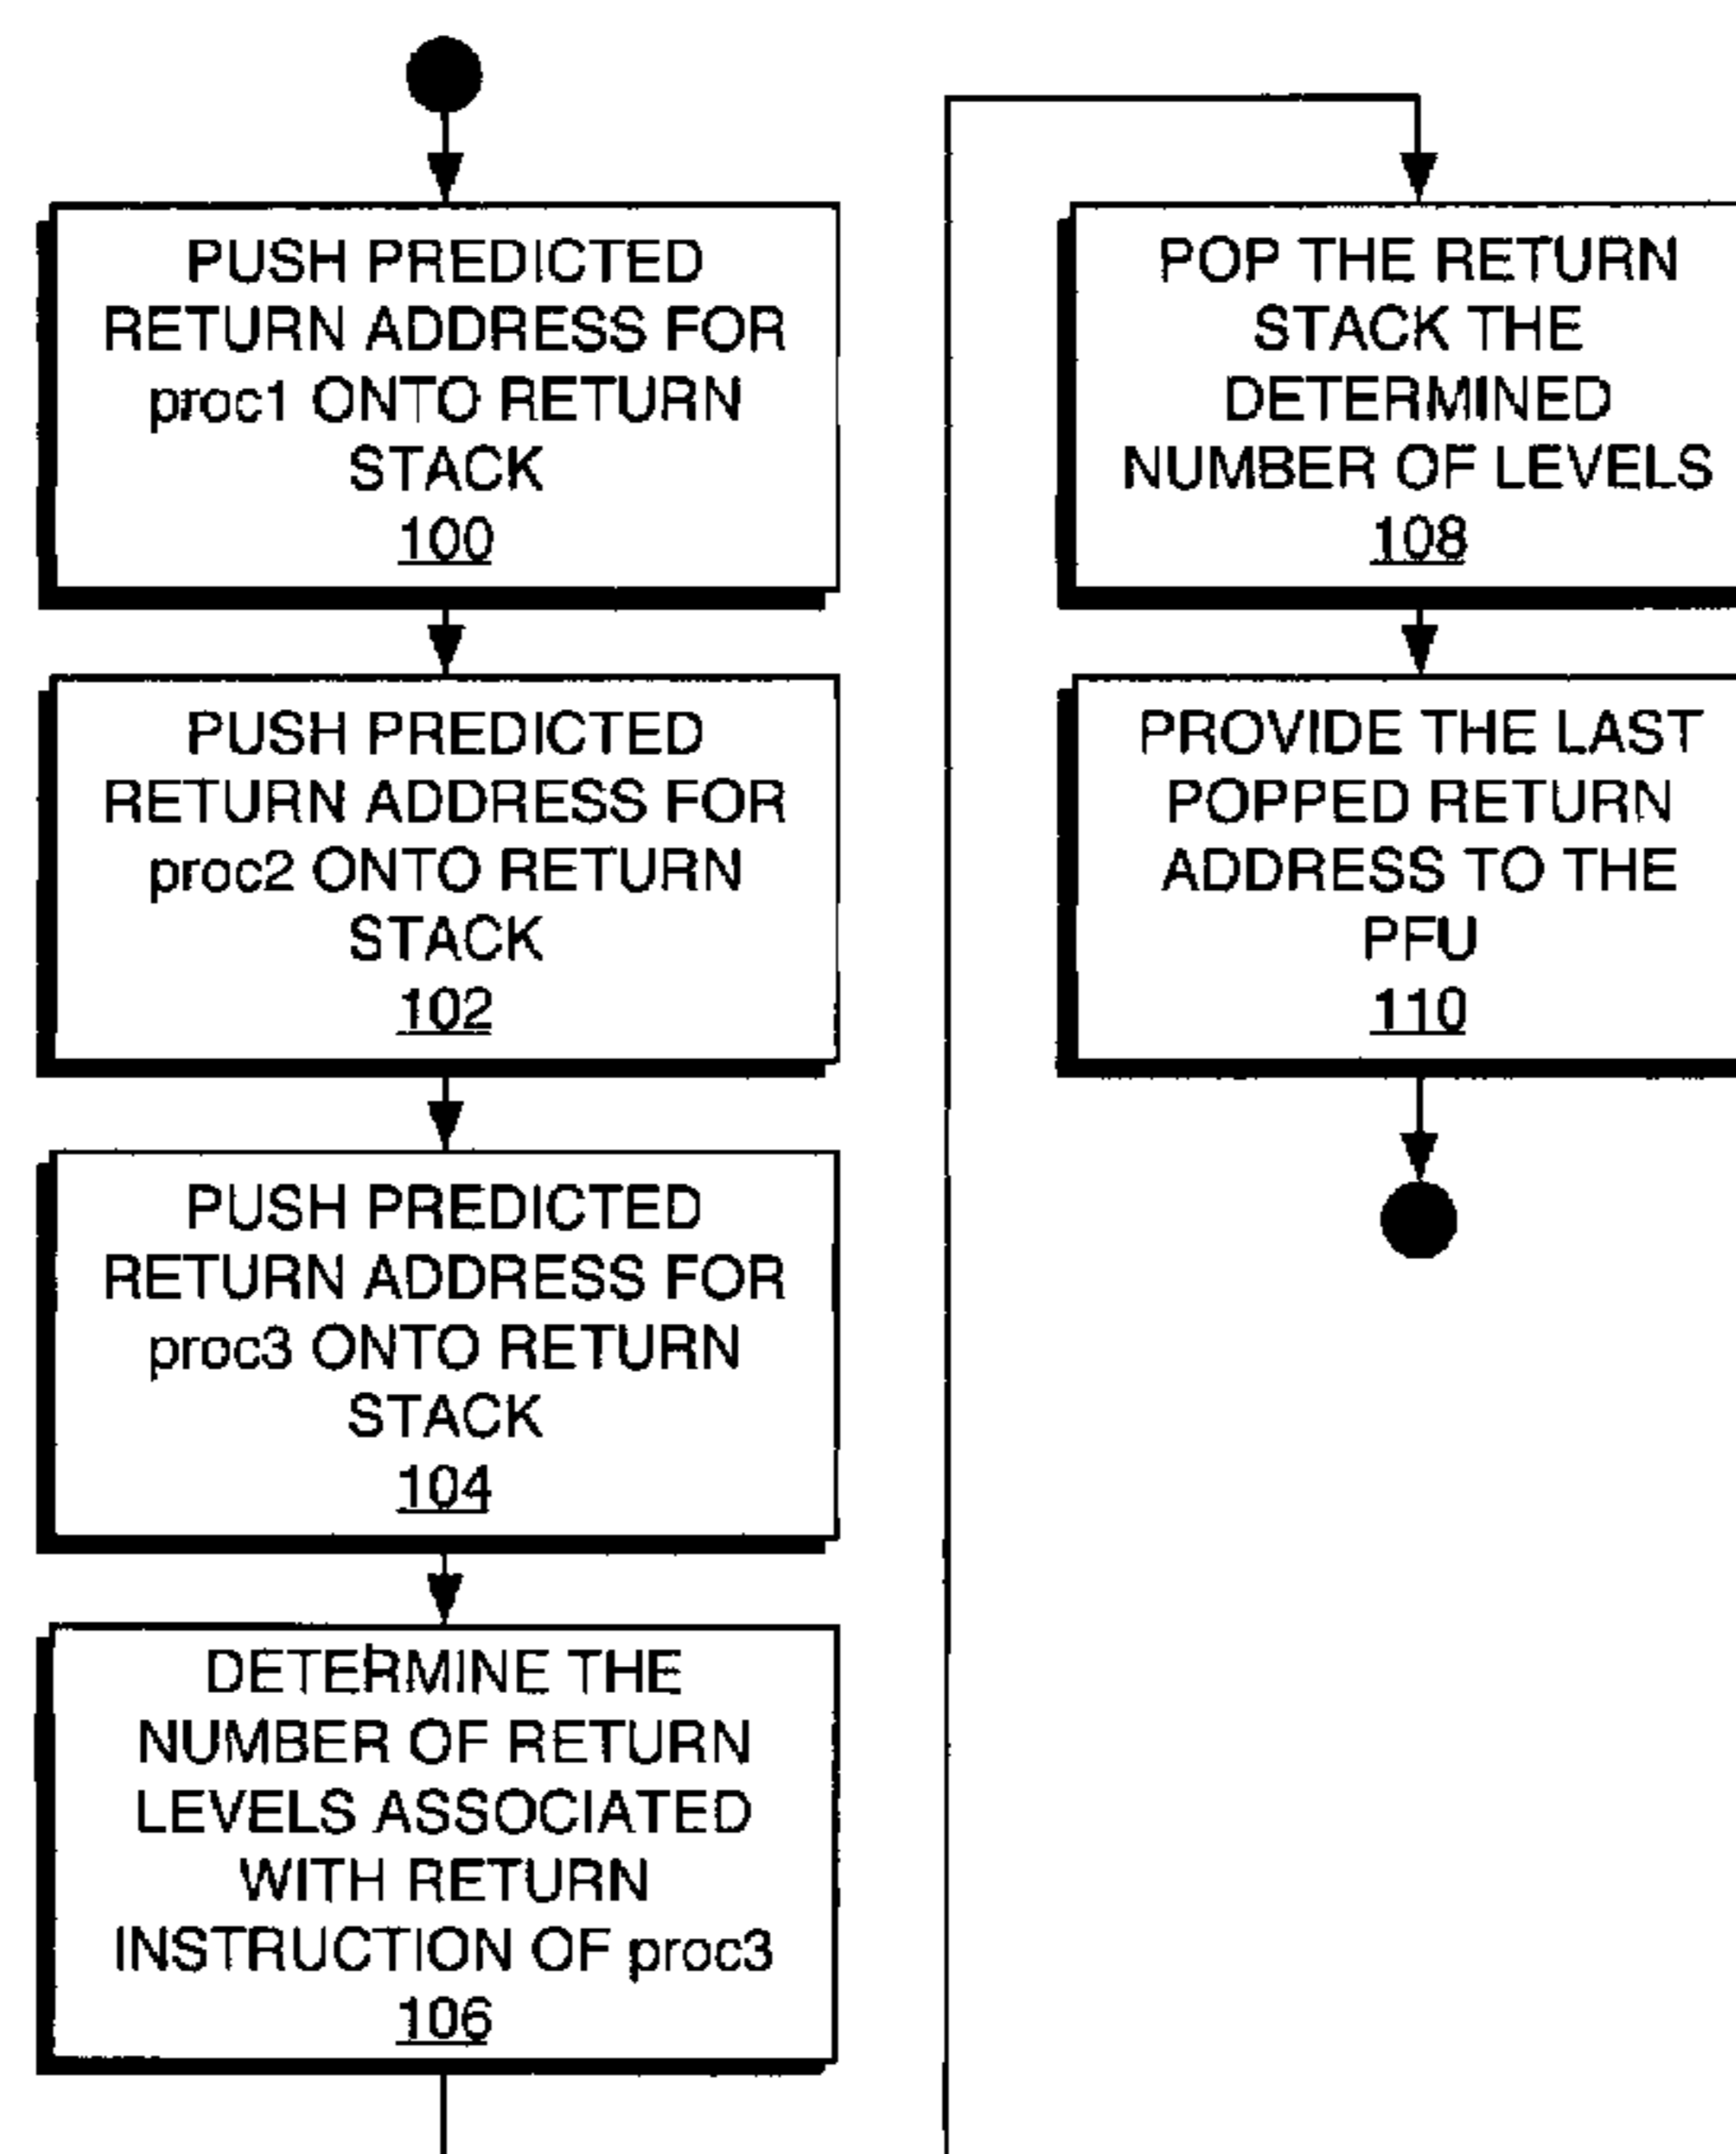 PUSH PREDICTED
RETURN ADDRESS FOR
proc1 ONTO RETURN
STACK
100
PUSH PREDICTED
RETURN ADDRESS FOR
proc2 ONTO RETURN
STACK
102
PUSH PREDICTED
RETURN ADDRESS FOR
proc3 ONTO RETURN
STACK
104
DETERMINE THE
NUMBER OF RETURN
LEVELS ASSOCIATED
WITH RETURN
INSTRUCTION OF proc3
106
POP THE RETURN
STACK THE
DETERMINED
NUMBER OF LEVELS
108
PROVIDE THE LAST
POPPED RETURN
ADDRESS TO THE
PFU
110